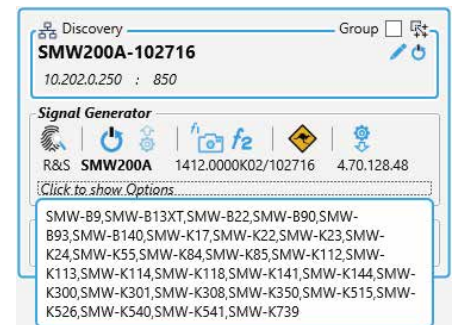 Discovery
Group
SMW200A-102716
10.202.0.250 : 850
Signal Generator
f1 f2
R&S SMW200A 1412.0000K02/102716 4.70.128.48
Click to show Options
SMW-B9,SMW-B13XT,SMW-B22,SMW-B90,SMW-
B93,SMW-B140,SMW-K17,SMW-K22,SMW-K23,SMW-
K24,SMW-K55,SMW-K84,SMW-K85,SMW-K112,SMW-
K113,SMW-K114,SMW-K118,SMW-K141,SMW-K144,SMW-
K300,SMW-K301,SMW-K308,SMW-K350,SMW-K515,SMW-
K526,SMW-K540,SMW-K541,SMW-K739